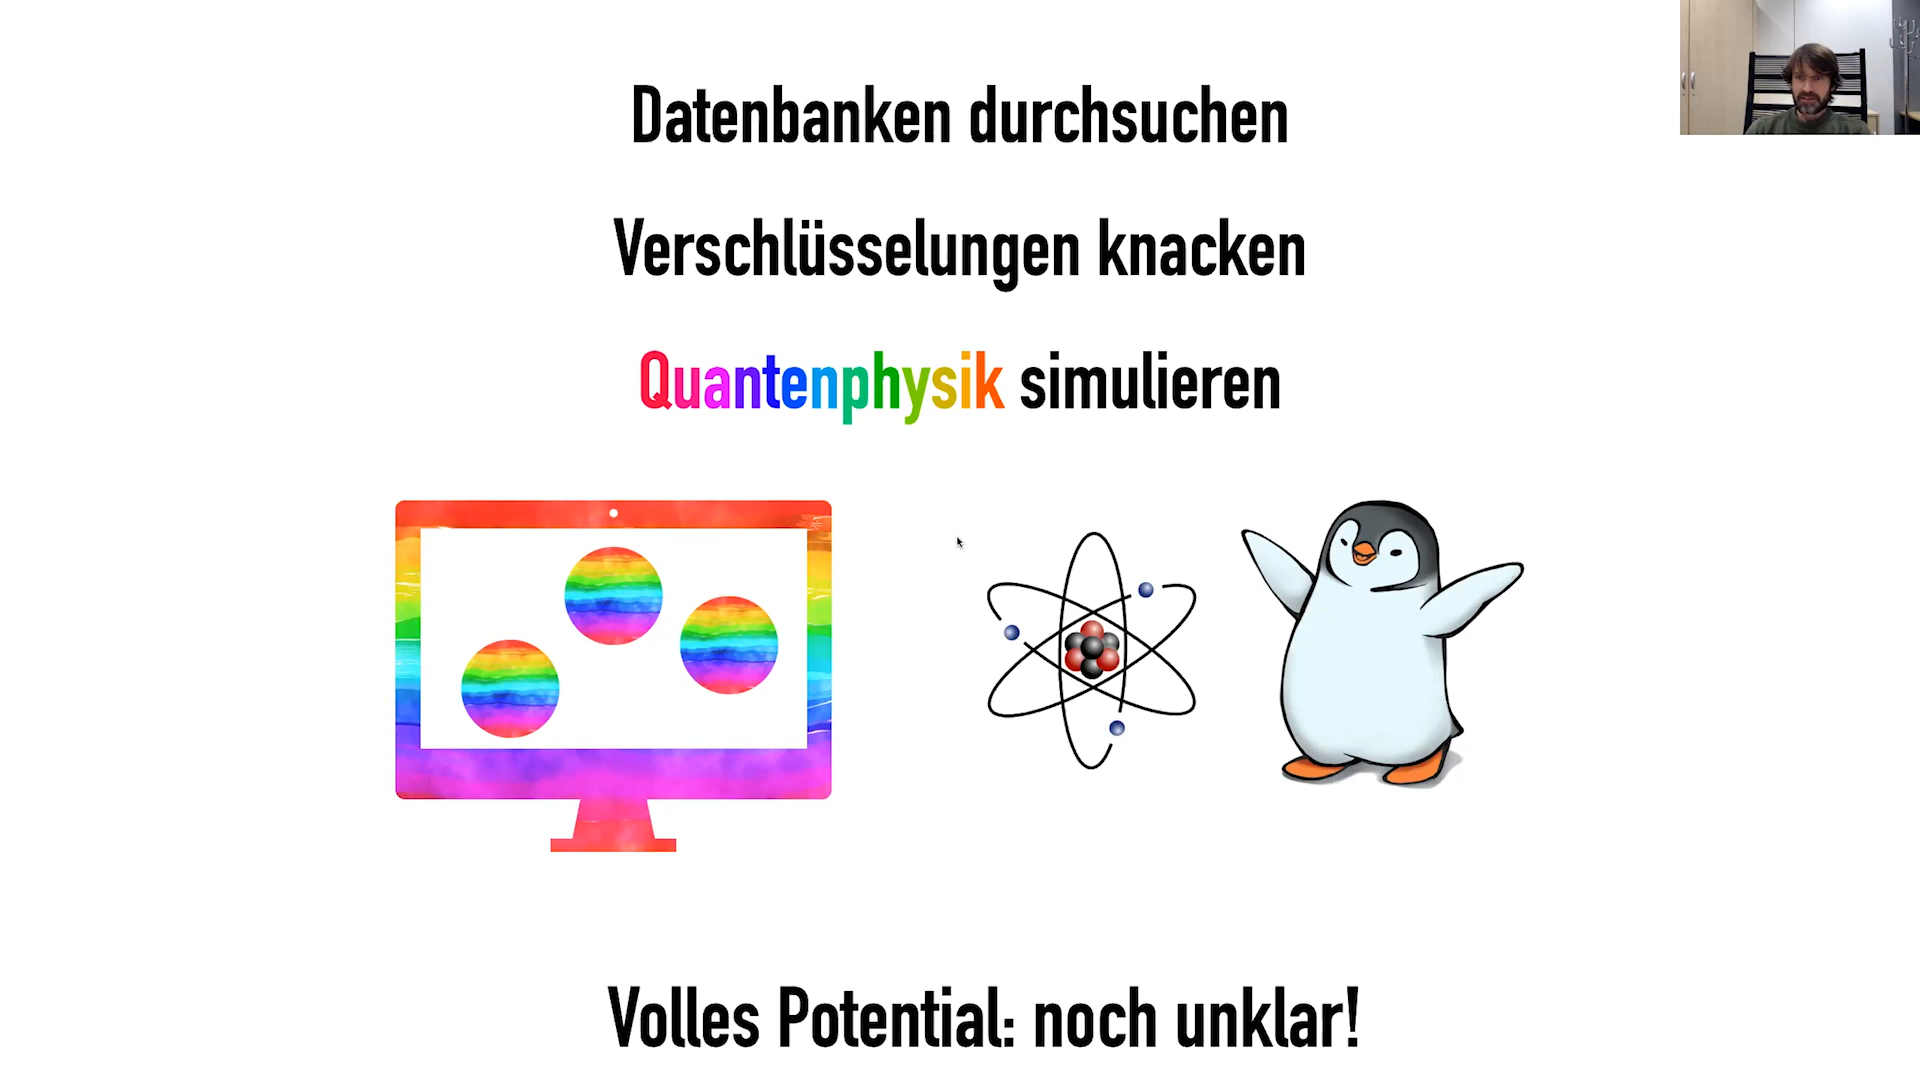 Datenbanken durchsuchen
Verschlüsselungen knacken
Quantenphysik simulieren
Volles Potential: noch unklar!